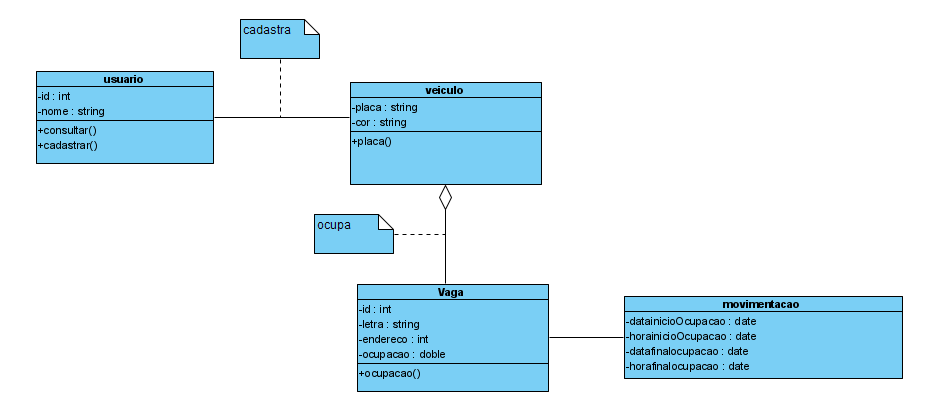 cadastra
usuario
-id : int
-nome : string
+consultar()
+cadastrar()
veiculo
-placa : string
-cor : string
+placa()
ocupa
Vaga
-id : int
-letra : string
-endereco : int
-ocupacao : doble
+ocupacao()
movimentacao
-datainicioOcupacao : date
-horainicioOcupacao : date
-datafinalocupacao : date
-horafinalocupacao : date